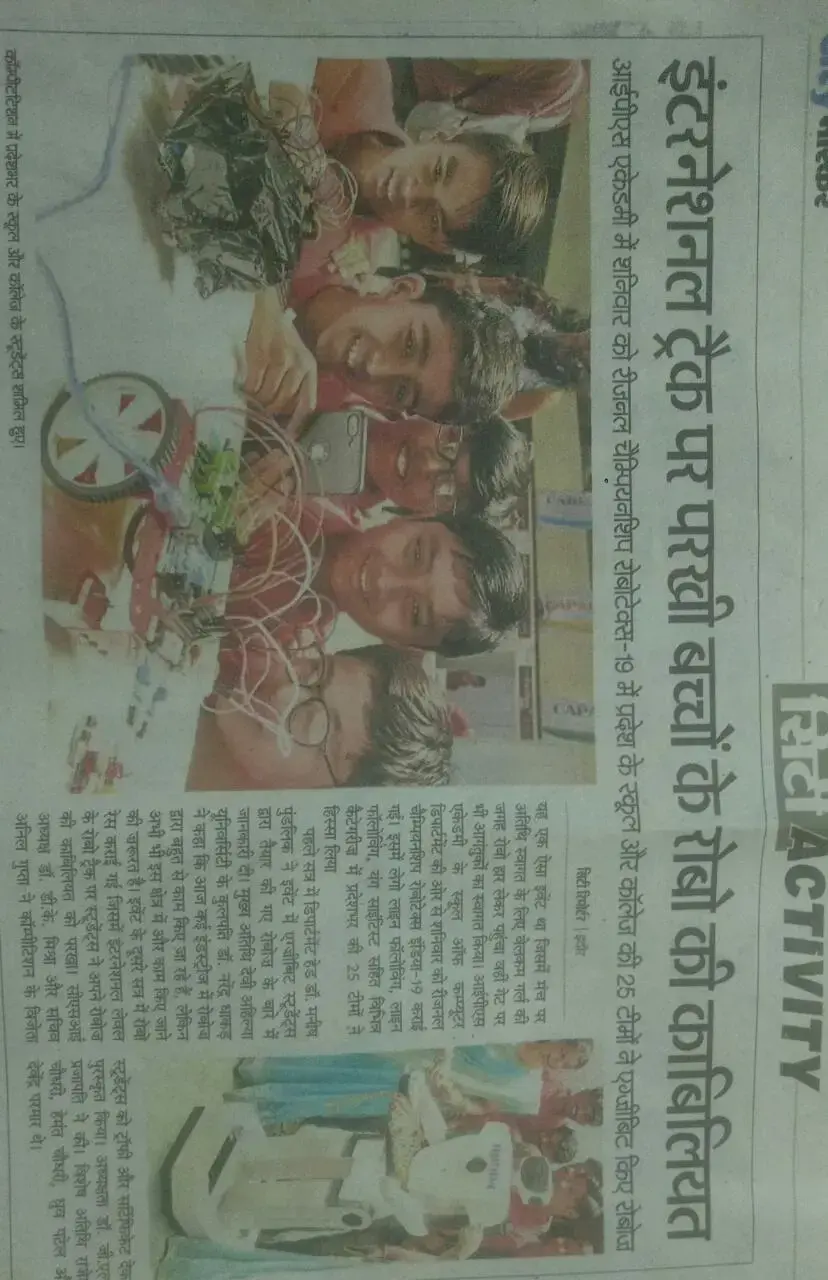 सिटी ACTIVITY
इंटरनेशनल ट्रैक पर परखी बच्चों के रोबो की काबिलियत
आईपीएस एकेडमी में शनिवार को रीजनल चैम्पियनशिप रोबोटेक्स-19 में प्रदेश के स्कूल और कॉलेज की 25 टीमों ने एग्जीबिट किए रोबोज
कॉम्पीटिशन में प्रदेशभर के स्कूल और कॉलेज के स्टूडेंट्स शामिल हुए।
सिटी रिपोर्टर | इंदौर
यह एक ऐसा इवेंट था जिसमें मंच पर
अतिथि स्वागत के लिए वेलकम गर्ल की
जगह रोबो हार लेकर पहुंचा वहीं गेट पर
भी आगंतुकों का स्वागत किया। आईपीएस
एकेडमी के स्कूल ऑफ कम्प्यूटर
डिपार्टमेंट की ओर से शनिवार को रीजनल
चैम्पियनशिप रोबोटेक्स इंडिया-19 कराई
गई। इसमें लेगो लाइन फोलोविंग, लाइन
फोलोविंग, यंग साइंटिस्ट सहित विभिन्न
कैटेगरीज में प्रदेशभर की 25 टीमों ने
हिस्सा लिया
पहले सत्र में डिपार्टमेंट हेड डॉ. मनीष
पुंडलिक ने इवेंट में एग्जीबिट स्टूडेंट्स
द्वारा तैयार की गए रोबोज के बारे में
जानकारी दी। मुख्य अतिथि देवी अहिल्या
यूनिवर्सिटी के कुलपति डॉ. नरेंद्र धाकड़
ने कहा कि आज कई इंडस्ट्रीज में रोबोज
द्वारा बहुत से काम किए जा रहे हैं, लेकिन
अभी भी इस क्षेत्र में और काम किए जाने
की जरूरत है। इवेंट के दूसरे सत्र में रोबो
रेस कराई गई जिसमें इंटरनेशनल लेवल
के रोबो ट्रैक पर स्टूडेंट्स ने अपने रोबोज
की काबिलियत को परखा। सीएसआई
अध्यक्ष डॉ. डी.के. मिश्रा और सचिव
अनिल गुप्ता ने कॉम्पीटिशन के विजेता
स्टूडेंट्स को ट्रॉफी और सर्टिफिकेट देकर
पुरस्कृत किया। अध्यक्षता डॉ.
प्रजापति ने की। विशेष अतिथि
चौधरी, हेमंत चौधरी, ध्रुव पटेल
देवेंद्र परमार थे।